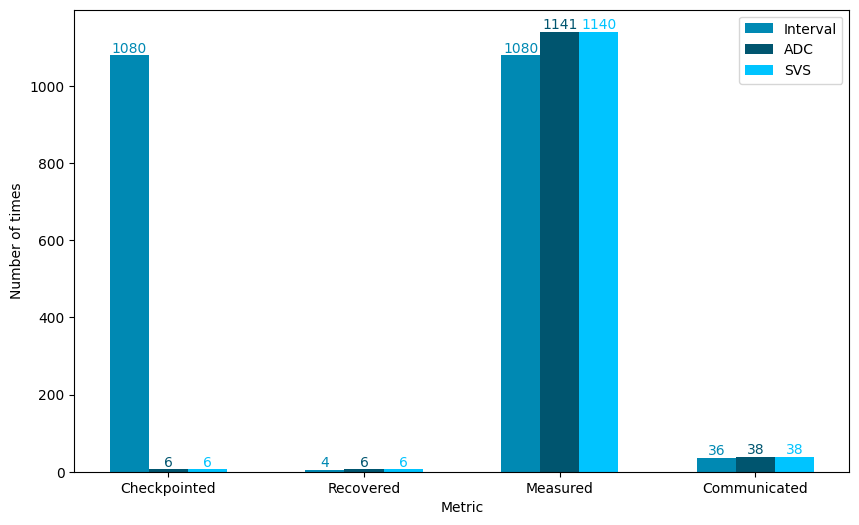 Interval
ADC
SVS
1080
6
6
4
6
6
1080
1141
1140
36
38
38
1000
800
600
400
200
0
Number of times
Checkpointed
Recovered
Measured
Communicated
Metric